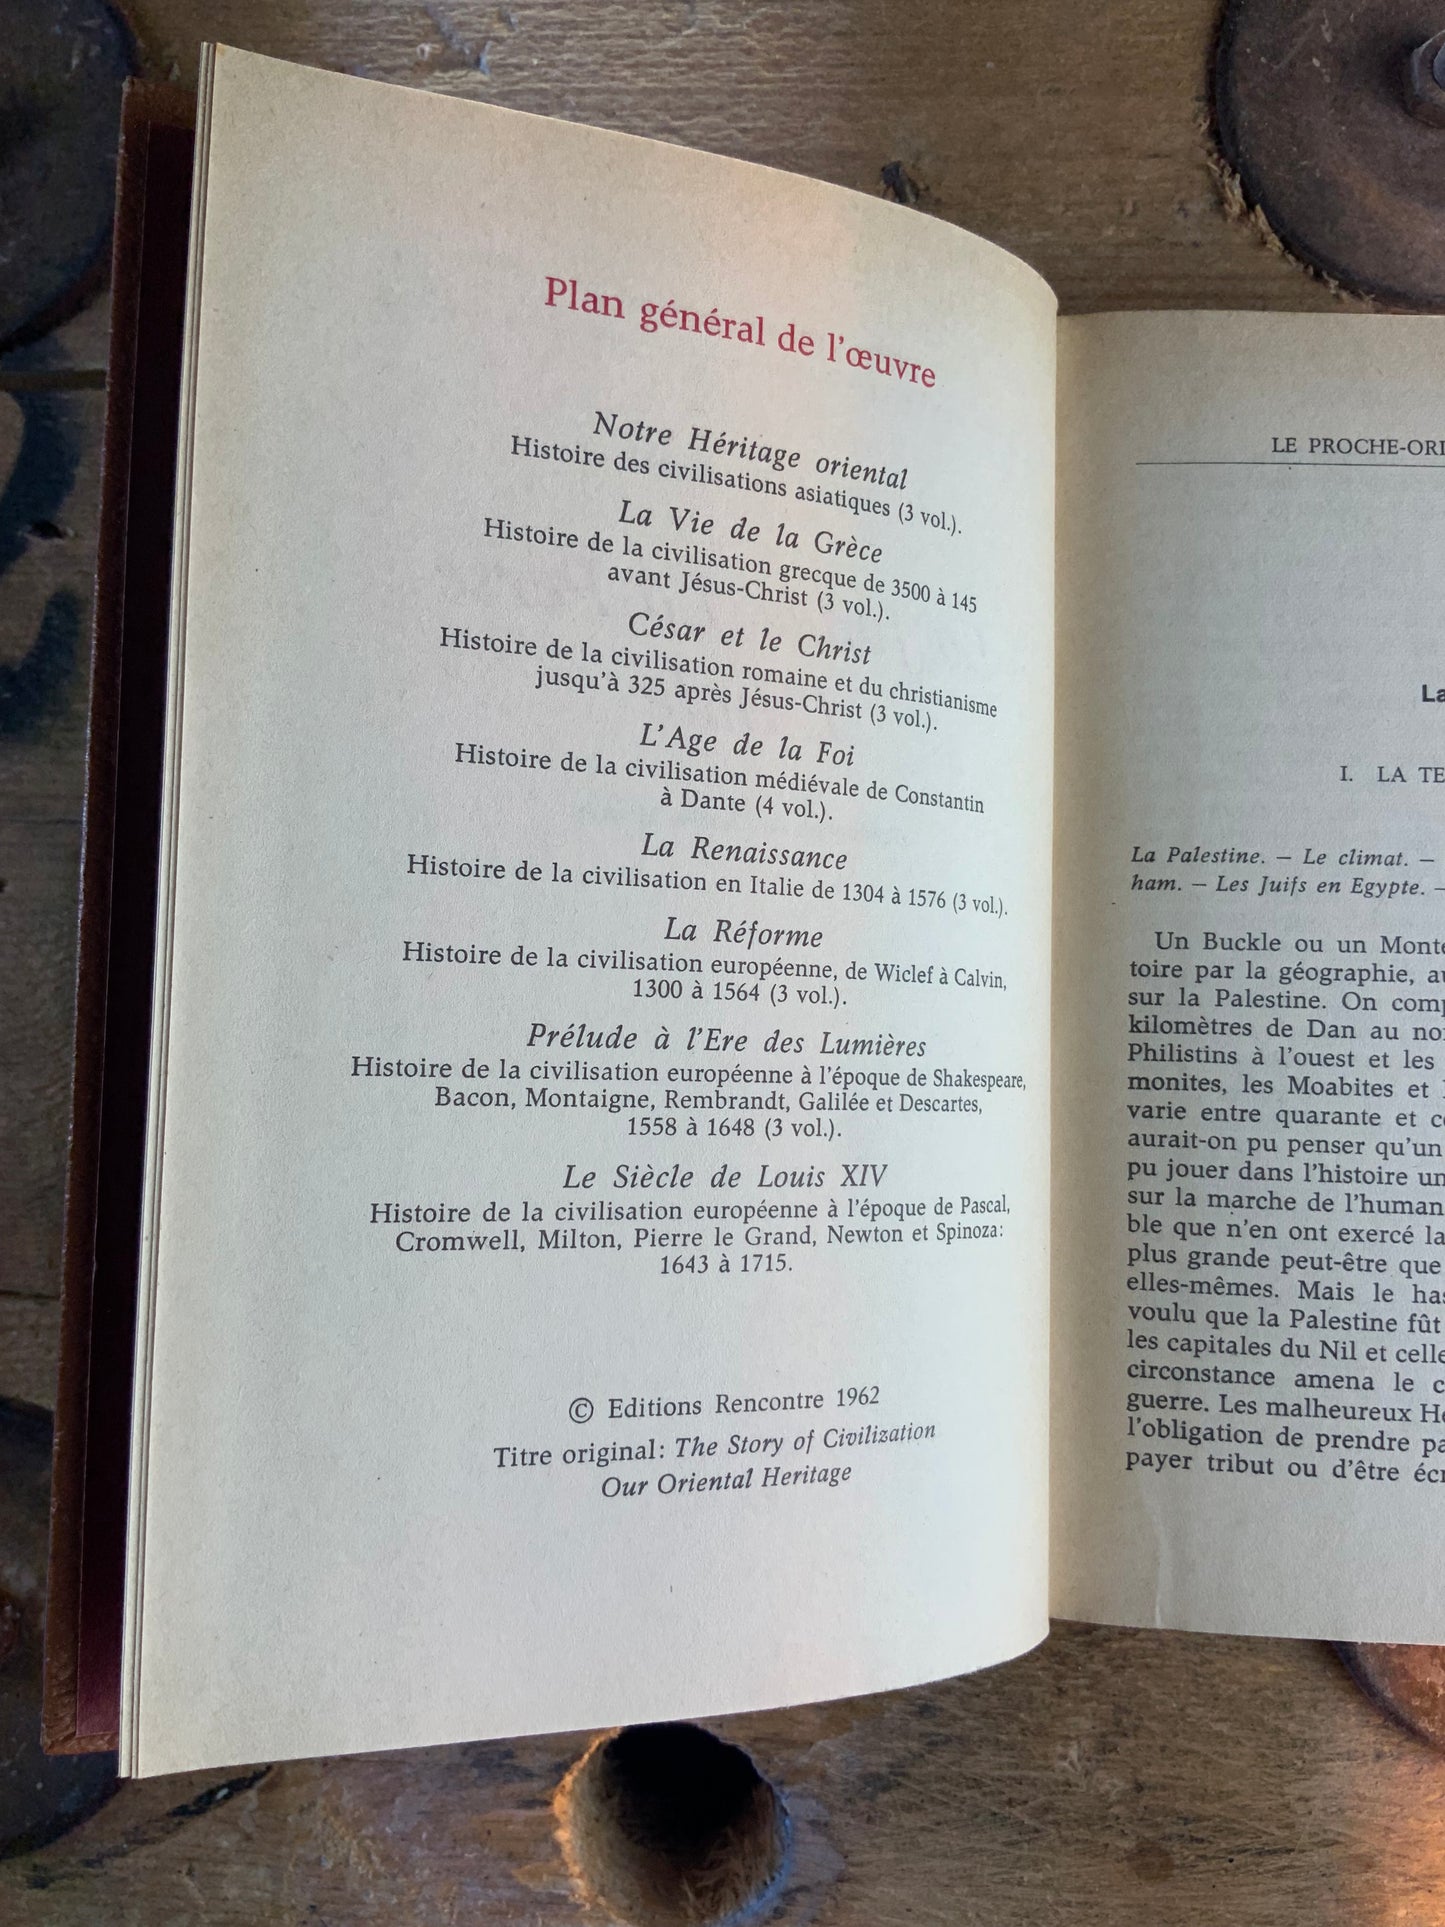 Plan général de l'œuvre
Notre Héritage oriental
Histoire des civilisations asiatiques (3 vol.).
La Vie de la Grèce
Histoire de la civilisation grecque de 3500 à 145
avant Jésus-Christ (3 vol.).
César et le Christ
Histoire de la civilisation romaine et du christianisme
jusqu'à 325 après Jésus-Christ (3 vol.).
L'Age de la Foi
Histoire de la civilisation médiévale de Constantin
à Dante (4 vol.).
La Renaissance
Histoire de la civilisation en Italie de 1304 à 1576 (3 vol.).
La Réforme
Histoire de la civilisation européenne, de Wiclef à Calvin,
1300 à 1564 (3 vol.).
Prélude à l'Ere des Lumières
Histoire de la civilisation européenne à l'époque de Shakespeare,
Bacon, Montaigne, Rembrandt, Galilée et Descartes,
1558 à 1648 (3 vol.).
Le Siècle de Louis XIV
Histoire de la civilisation européenne à l'époque de Pascal,
Cromwell, Milton, Pierre le Grand, Newton et Spinoza:
1643 à 1715.
© Editions Rencontre 1962
Titre original: The Story of Civilization
Our Oriental Heritage
LE PROCHE-ORI
La
I. LA TE
La Palestine. — Le climat. —
ham. — Les Juifs en Egypte. —
Un Buckle ou un Monte
toire par la géographie, au
sur la Palestine. On comp
kilomètres de Dan au nor
Philistins à l'ouest et les
monites, les Moabites et
varie entre quarante et c
aurait-on pu penser qu'un
pu jouer dans l'histoire un
sur la marche de l'human
ble que n'en ont exercé la
plus grande peut-être que
elles-mêmes. Mais le has
voulu que la Palestine fût
les capitales du Nil et celle
circonstance amena le c
guerre. Les malheureux Hé
l'obligation de prendre pa
payer tribut ou d'être écr